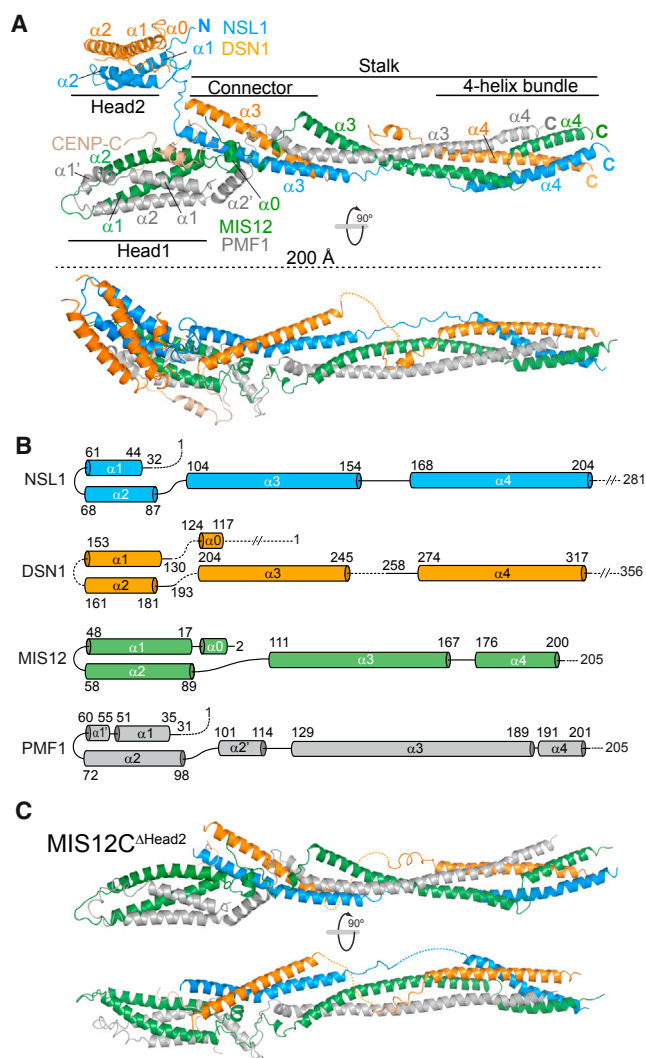 A
α2 α1 α0 N NSL1
α1 DSN1
α2
Head2
Stalk
Connector
4-helix bundle
α3
α3
α3
α4
α4
α4
C
C
C
C
CENP-C
α2
α1'
α3
α4
α1
α2
α1
α2'
α0
MIS12
PMF1
Head1
90º
200 Å
B
61 44 32 1
104 154 168 204
NSL1 α1 α2 α3 α4 281
68 87
153 124 117
α0 1
130 204 245 258 274 317
DSN1 α1 α2 α3 α4 356
161 181 193
48 17
α1 α0 2
111 167 176 200
MIS12 α2 α3 α4 205
58 89
60 55 51 35 31 1
α1' α1
101 114 129 189 191 201
PMF1 α2 α2' α3 α4 205
72 98
C
MIS12CΔHead2
90º